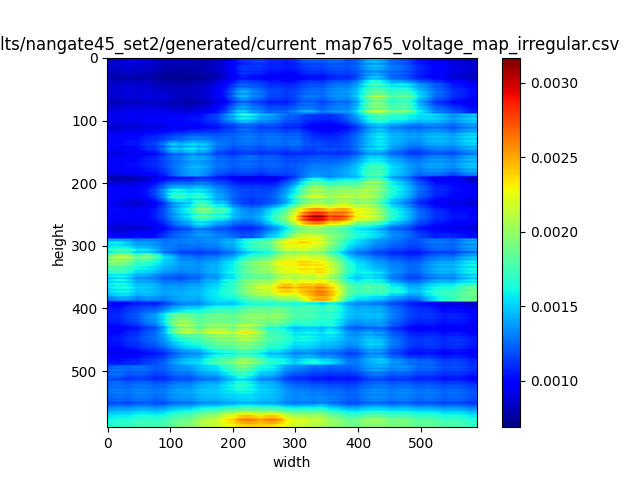 lts/nangate45_set2/generated/current_map765_voltage_map_irregular.csv
0
100
200
300
400
500
height
0 100 200 300 400 500
width
0.0030
0.0025
0.0020
0.0015
0.0010